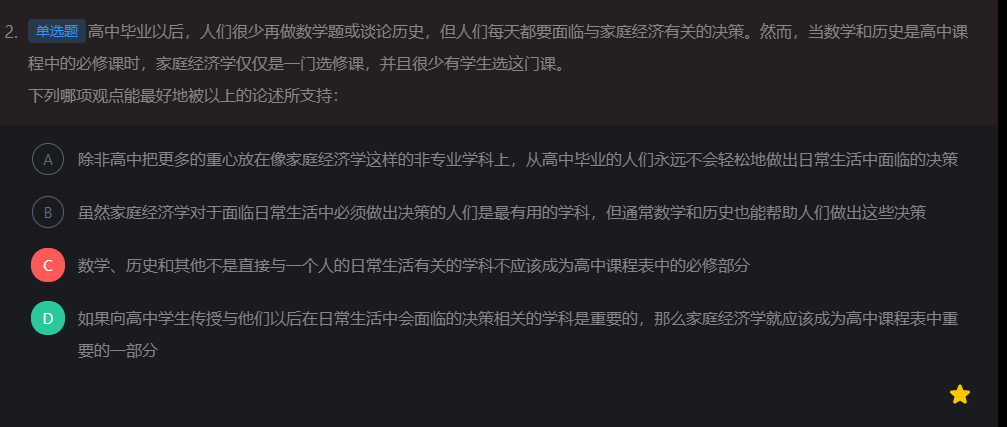 2. 单选题 高中毕业以后，人们很少再做数学题或谈论历史，但人们每天都要面临与家庭经济有关的决策。然而，当数学和历史是高中课
程中的必修课时，家庭经济学仅仅是一门选修课，并且很少有学生选这门课。
下列哪项观点能最好地被以上的论述所支持：
A 除非高中把更多的重心放在像家庭经济学这样的非专业学科上，从高中毕业的人们永远不会轻松地做出日常生活中面临的决策
B 虽然家庭经济学对于面临日常生活中必须做出决策的人们是最有用的学科，但通常数学和历史也能帮助人们做出这些决策
C 数学、历史和其他不是直接与一个人的日常生活有关的学科不应该成为高中课程表中的必修部分
D 如果向高中学生传授与他们以后在日常生活中会面临的决策相关的学科是重要的，那么家庭经济学就应该成为高中课程表中重
要的一部分